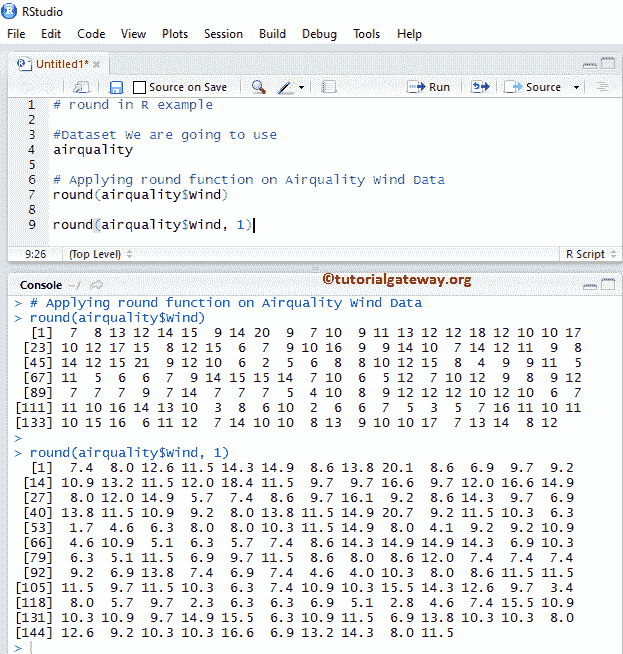 RStudio
File Edit Code View Plots Session Build Debug Tools Help
Untitled1* ×
Source on Save Run Source
1 # round in R example
2
3 #Dataset We are going to use
4 airquality
5
6 # Applying round function on Airquality Wind Data
7 round(airquality$Wind)
8
9 round(airquality$Wind, 1)
9:26 (Top Level) R Script
©tutorialgateway.org
Console ~/
> # Applying round function on Airquality Wind Data
> round(airquality$Wind)
[1] 7 8 13 12 14 15 9 14 20 9 7 10 9 11 13 12 12 18 12 10 10 17
[23] 10 12 17 15 8 12 15 6 7 9 10 16 9 9 14 10 7 14 12 11 9 8
[45] 14 12 15 21 9 12 10 6 2 5 6 8 8 10 12 15 8 4 9 9 11 5
[67] 11 5 6 6 7 9 14 15 15 14 7 10 6 5 12 7 10 12 9 8 9 12
[89] 7 7 7 9 7 14 7 7 7 5 4 10 8 9 12 12 12 10 12 10 6 7
[111] 11 10 16 14 13 10 3 8 6 10 2 6 6 7 5 3 5 7 16 11 10 11
[133] 10 15 16 6 11 12 7 14 10 10 8 13 9 10 10 17 7 13 14 8 12
>
> round(airquality$Wind, 1)
[1] 7.4 8.0 12.6 11.5 14.3 14.9 8.6 13.8 20.1 8.6 6.9 9.7 9.2
[14] 10.9 13.2 11.5 12.0 18.4 11.5 9.7 9.7 16.6 9.7 12.0 16.6 14.9
[27] 8.0 12.0 14.9 5.7 7.4 8.6 9.7 16.1 9.2 8.6 14.3 9.7 6.9
[40] 13.8 11.5 10.9 9.2 8.0 13.8 11.5 14.9 20.7 9.2 11.5 10.3 6.3
[53] 1.7 4.6 6.3 8.0 8.0 10.3 11.5 14.9 8.0 4.1 9.2 9.2 10.9
[66] 4.6 10.9 5.1 6.3 5.7 7.4 8.6 14.3 14.9 14.9 14.3 6.9 10.3
[79] 6.3 5.1 11.5 6.9 9.7 11.5 8.6 8.0 8.6 12.0 7.4 7.4 7.4
[92] 9.2 6.9 13.8 7.4 6.9 7.4 4.6 4.0 10.3 8.0 8.6 11.5 11.5
[105] 11.5 9.7 11.5 10.3 6.3 7.4 10.9 10.3 15.5 14.3 12.6 9.7 3.4
[118] 8.0 5.7 9.7 2.3 6.3 6.3 6.9 5.1 2.8 4.6 7.4 15.5 10.9
[131] 10.3 10.9 9.7 14.9 15.5 6.3 10.9 11.5 6.9 13.8 10.3 10.3 8.0
[144] 12.6 9.2 10.3 10.3 16.6 6.9 13.2 14.3 8.0 11.5
>